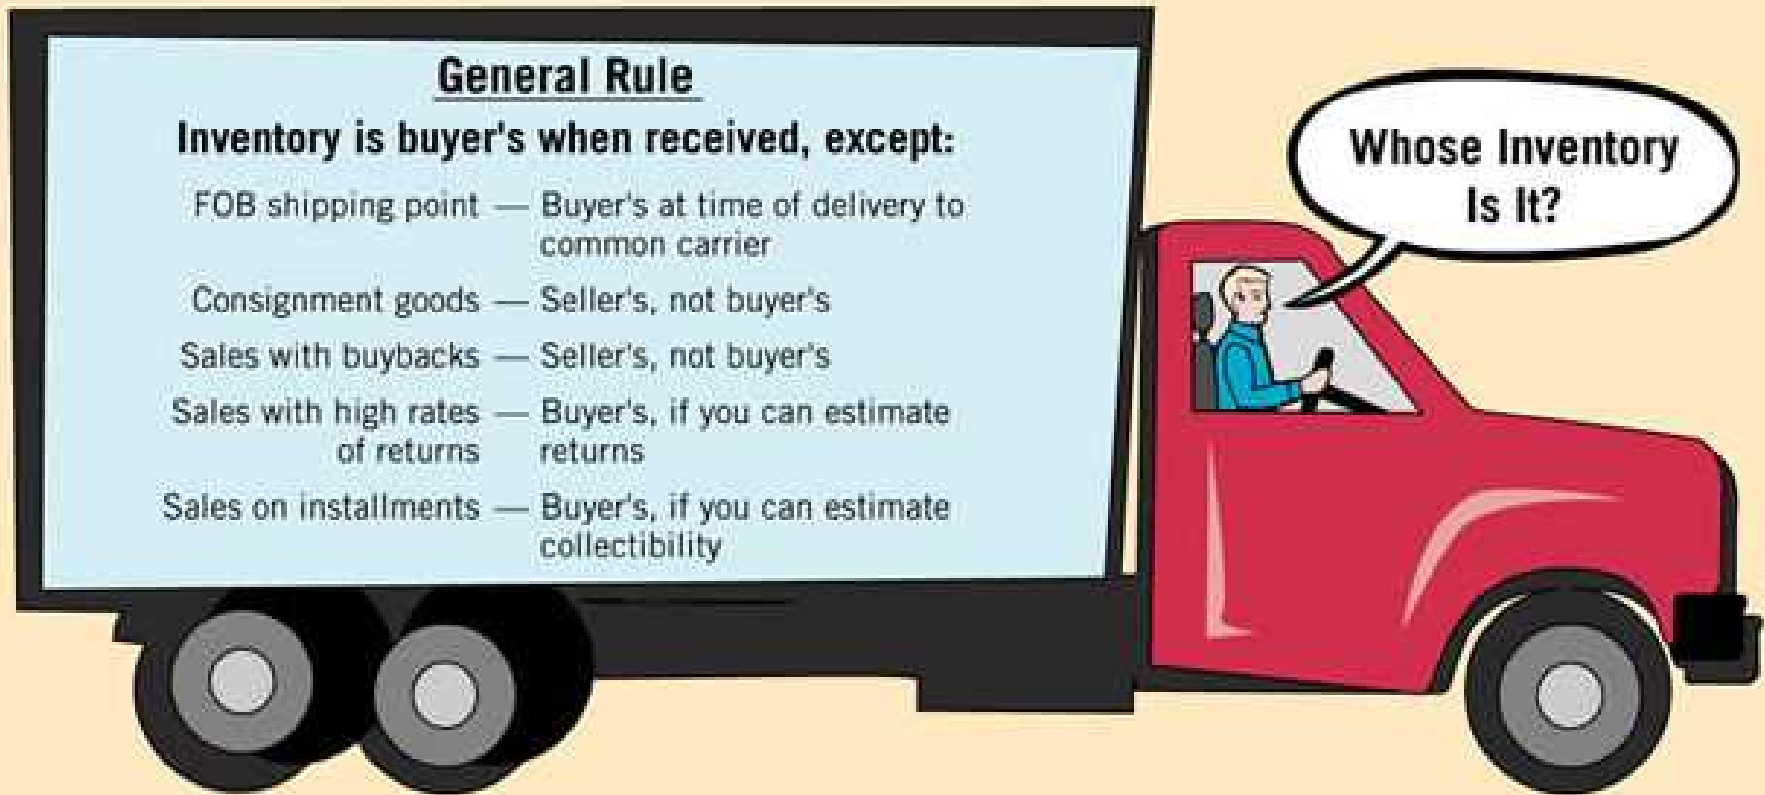 General Rule
Inventory is buyer's when received, except:
FOB shipping point — Buyer's at time of delivery to
common carrier
Consignment goods — Seller's, not buyer's
Sales with buybacks — Seller's, not buyer's
Sales with high rates — Buyer's, if you can estimate
of returns returns
Sales on installments — Buyer's, if you can estimate
collectibility
Whose Inventory
Is It?